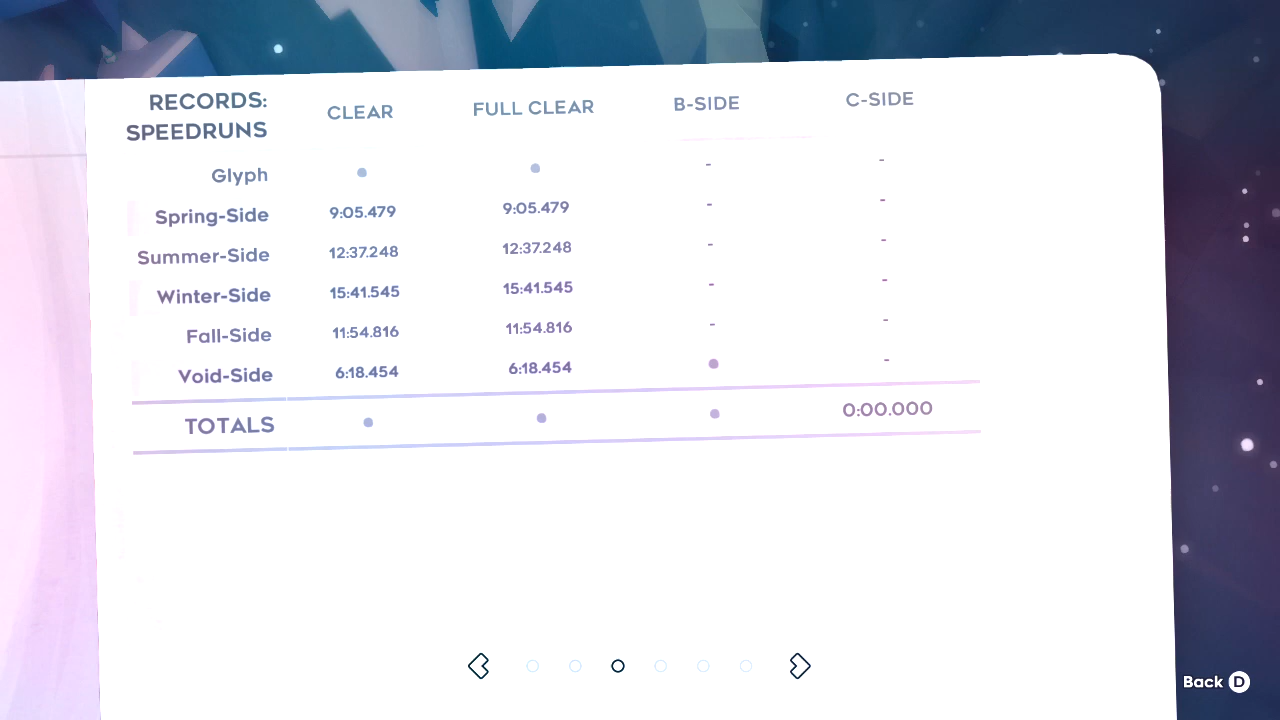 RECORDS:
SPEEDRUNS
CLEAR FULL CLEAR B-SIDE C-SIDE
Glyph • • - -
Spring-Side 9:05.479 9:05.479 - -
Summer-Side 12:37.248 12:37.248 - -
Winter-Side 15:41.545 15:41.545 - -
Fall-Side 11:54.816 11:54.816 - -
Void-Side 6:18.454 6:18.454 • -
TOTALS • • • 0:00.000
Back D